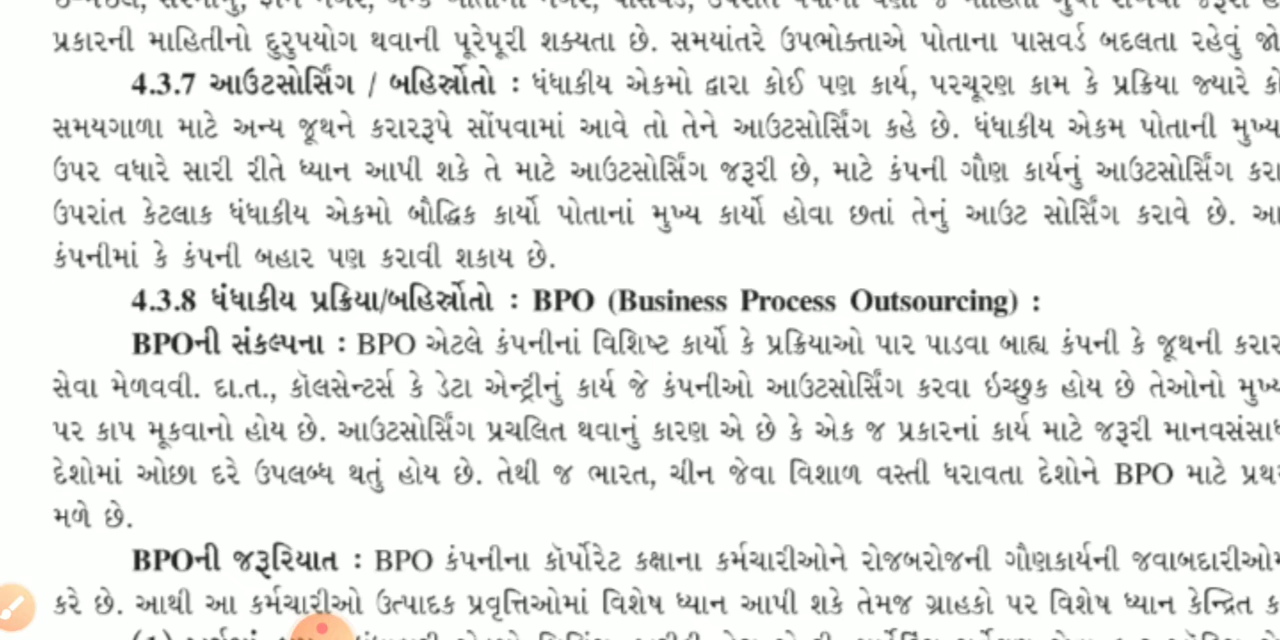 પ્રકારની માહિતીનો દુરુપયોગ થવાની પૂરેપૂરી શક્યતા છે. સમયાંતરે ઉપભોક્તાએ પોતાના પાસવર્ડ બદલતા રહેવું
4.3.7 આઉટસોર્સિંગ / બહિર્સ્રોતો : ધંધાકીય એકમો દ્વારા કોઈ પણ કાર્ય, પરચૂરણ કામ કે પ્રક્રિયા જ્યારે
સમયગાળા માટે અન્ય જૂથને કરારરૂપે સોંપવામાં આવે તો તેને આઉટસોર્સિંગ કહે છે. ધંધાકીય એકમ પોતાની મુખ્ય
ઉપર વધારે સારી રીતે ધ્યાન આપી શકે તે માટે આઉટસોર્સિંગ જરૂરી છે, માટે કંપની ગૌણ કાર્યનું આઉટસોર્સિંગ
ઉપરાંત કેટલાક ધંધાકીય એકમો બૌદ્ધિક કાર્યો પોતાનાં મુખ્ય કાર્યો હોવા છતાં તેનું આઉટ સોર્સિંગ કરાવે છે. આ
કંપનીમાં કે કંપની બહાર પણ કરાવી શકાય છે.
4.3.8 ધંધાકીય પ્રક્રિયા/બહિર્સ્રોતો : BPO (Business Process Outsourcing) :
BPOની સંકલ્પના : BPO એટલે કંપનીનાં વિશિષ્ટ કાર્યો કે પ્રક્રિયાઓ પાર પાડવા બાહ્ય કંપની કે જૂથની કરાર
સેવા મેળવવી. દા.ત., કૉલસેન્ટર્સ કે ડેટા એન્ટ્રીનું કાર્ય જે કંપનીઓ આઉટસોર્સિંગ કરવા ઇચ્છુક હોય છે તેઓનો મુખ્ય
પર કાપ મૂકવાનો હોય છે. આઉટસોર્સિંગ પ્રચલિત થવાનું કારણ એ છે કે એક જ પ્રકારનાં કાર્ય માટે જરૂરી
દેશોમાં ઓછા દરે ઉપલબ્ધ થતું હોય છે. તેથી જ ભારત, ચીન જેવા વિશાળ વસ્તી ધરાવતા દેશોને BPO માટે
મળે છે.
BPOની જરૂરિયાત : BPO કંપનીના કૉર્પોરેટ કક્ષાના કર્મચારીઓને રોજબરોજની ગૌણકાર્યની
કરે છે. આથી આ કર્મચારીઓ ઉત્પાદક પ્રવૃત્તિઓમાં વિશેષ ધ્યાન આપી શકે તેમજ ગ્રાહકો પર વિશેષ ધ્યાન કેન્દ્રિત